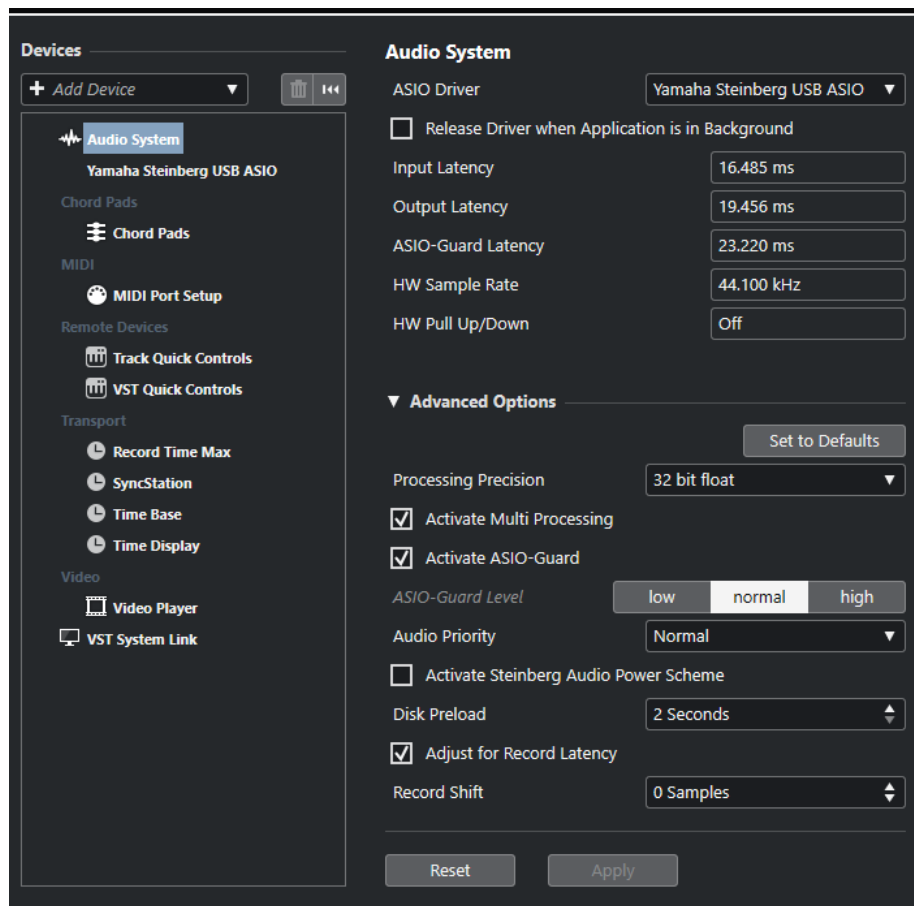 Devices
Add Device
Audio System
Yamaha Steinberg USB ASIO
Chord Pads
Chord Pads
MIDI
MIDI Port Setup
Remote Devices
Track Quick Controls
VST Quick Controls
Transport
Record Time Max
SyncStation
Time Base
Time Display
Video
Video Player
VST System Link
Audio System
ASIO Driver Yamaha Steinberg USB ASIO
Release Driver when Application is in Background
Input Latency 16.485 ms
Output Latency 19.456 ms
ASIO-Guard Latency 23.220 ms
HW Sample Rate 44.100 kHz
HW Pull Up/Down Off
Advanced Options
Set to Defaults
Processing Precision 32 bit float
Activate Multi Processing
Activate ASIO-Guard
ASIO-Guard Level low normal high
Audio Priority Normal
Activate Steinberg Audio Power Scheme
Disk Preload 2 Seconds
Adjust for Record Latency
Record Shift 0 Samples
Reset Apply